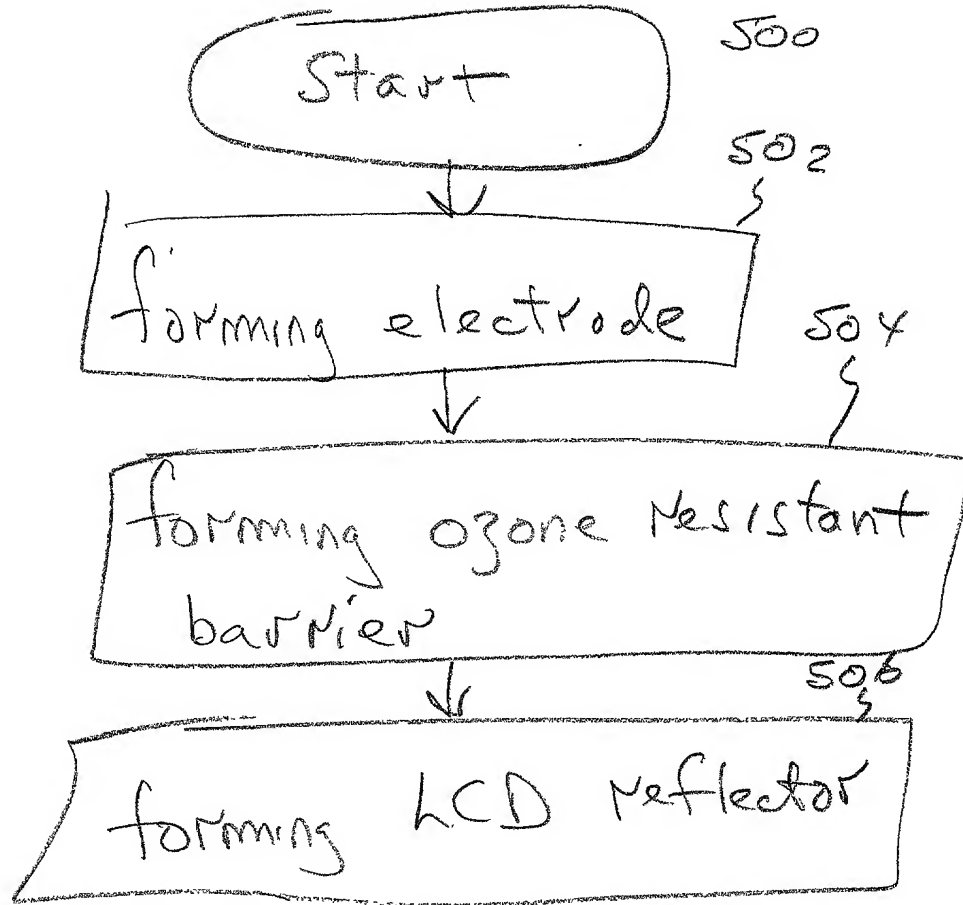 500
Start
502
forming electrode
504
forming ozone resistant
barrier
506
forming LCD reflector